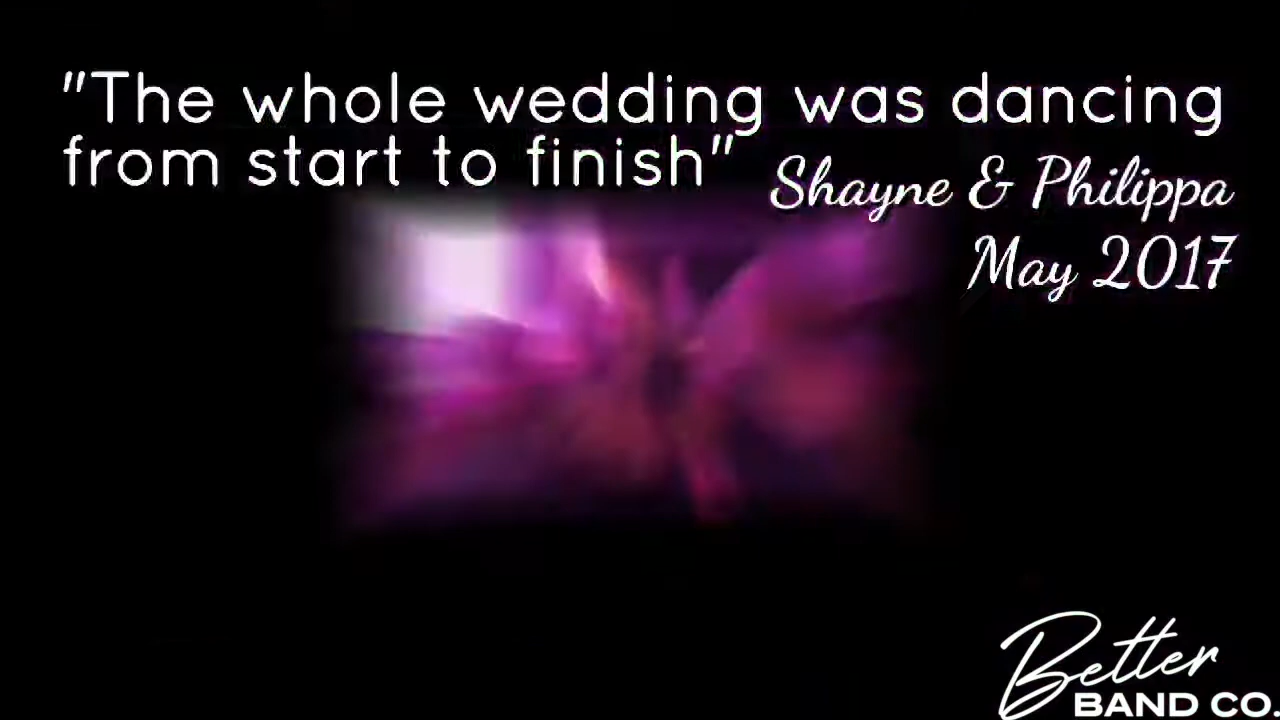 "The whole wedding was dancing
from start to finish"
Shayne & Philippa
May 2017
Better
BAND CO.